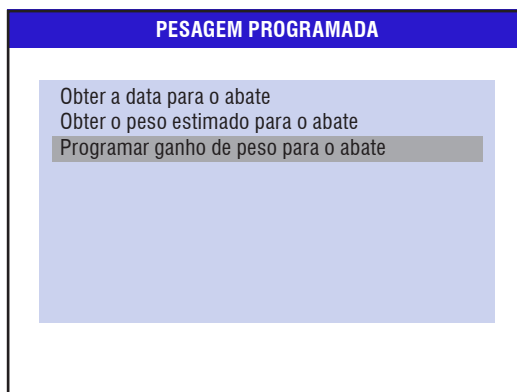 PESAGEM PROGRAMADA
Obter a data para o abate
Obter o peso estimado para o abate
Programar ganho de peso para o abate